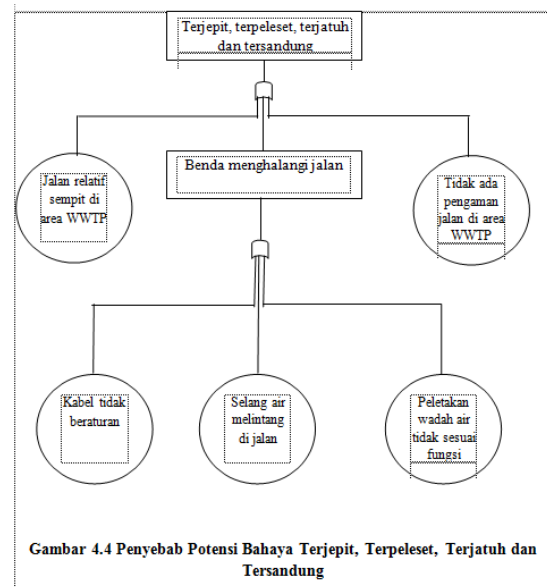 Terjepit, terpeleset, terjatuh
dan tersandung
Jalan relatif
sempit di
area WWTP
Benda menghalangi jalan
Tidak ada
pengaman
jalan di area
WWTP
Kabel tidak
beraturan
Selang air
melintang
di jalan
Peletakan
wadah air
tidak sesuai
fungsi
Gambar 4.4 Penyebab Potensi Bahaya Terjepit, Terpeleset, Terjatuh dan
Tersandung